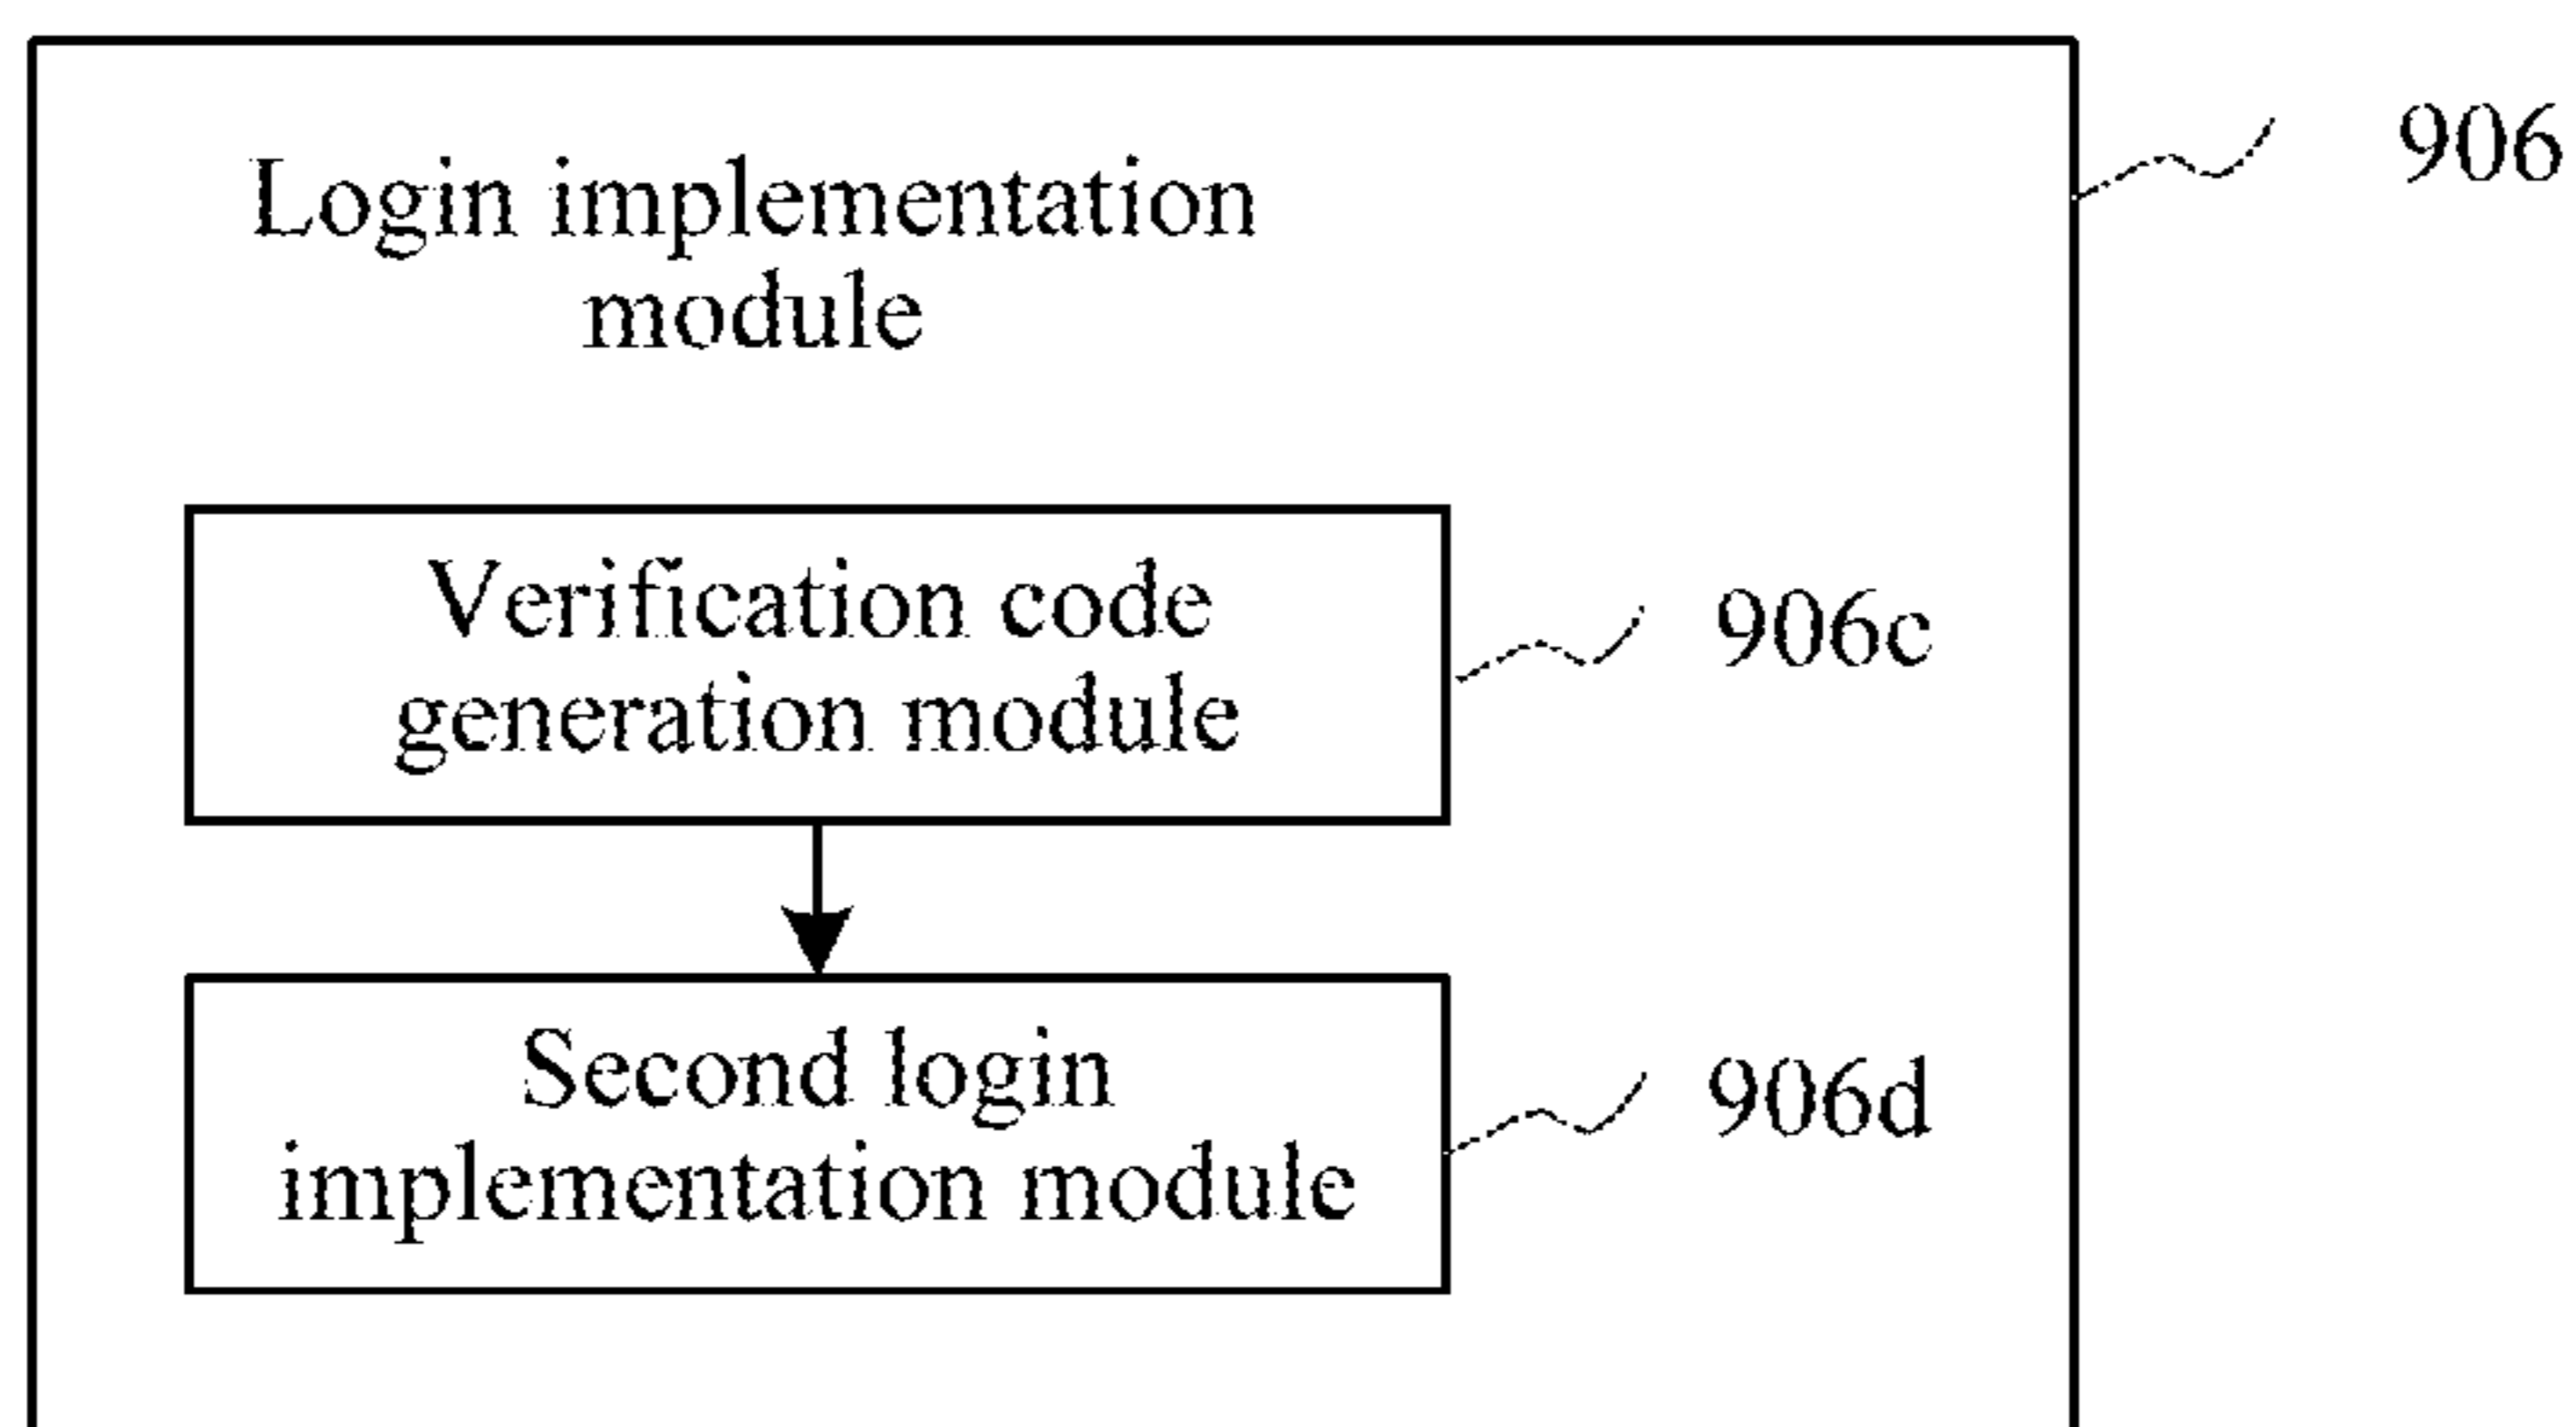 Login implementation
module
906
Verification code
generation module
906c
Second login
implementation module
906d